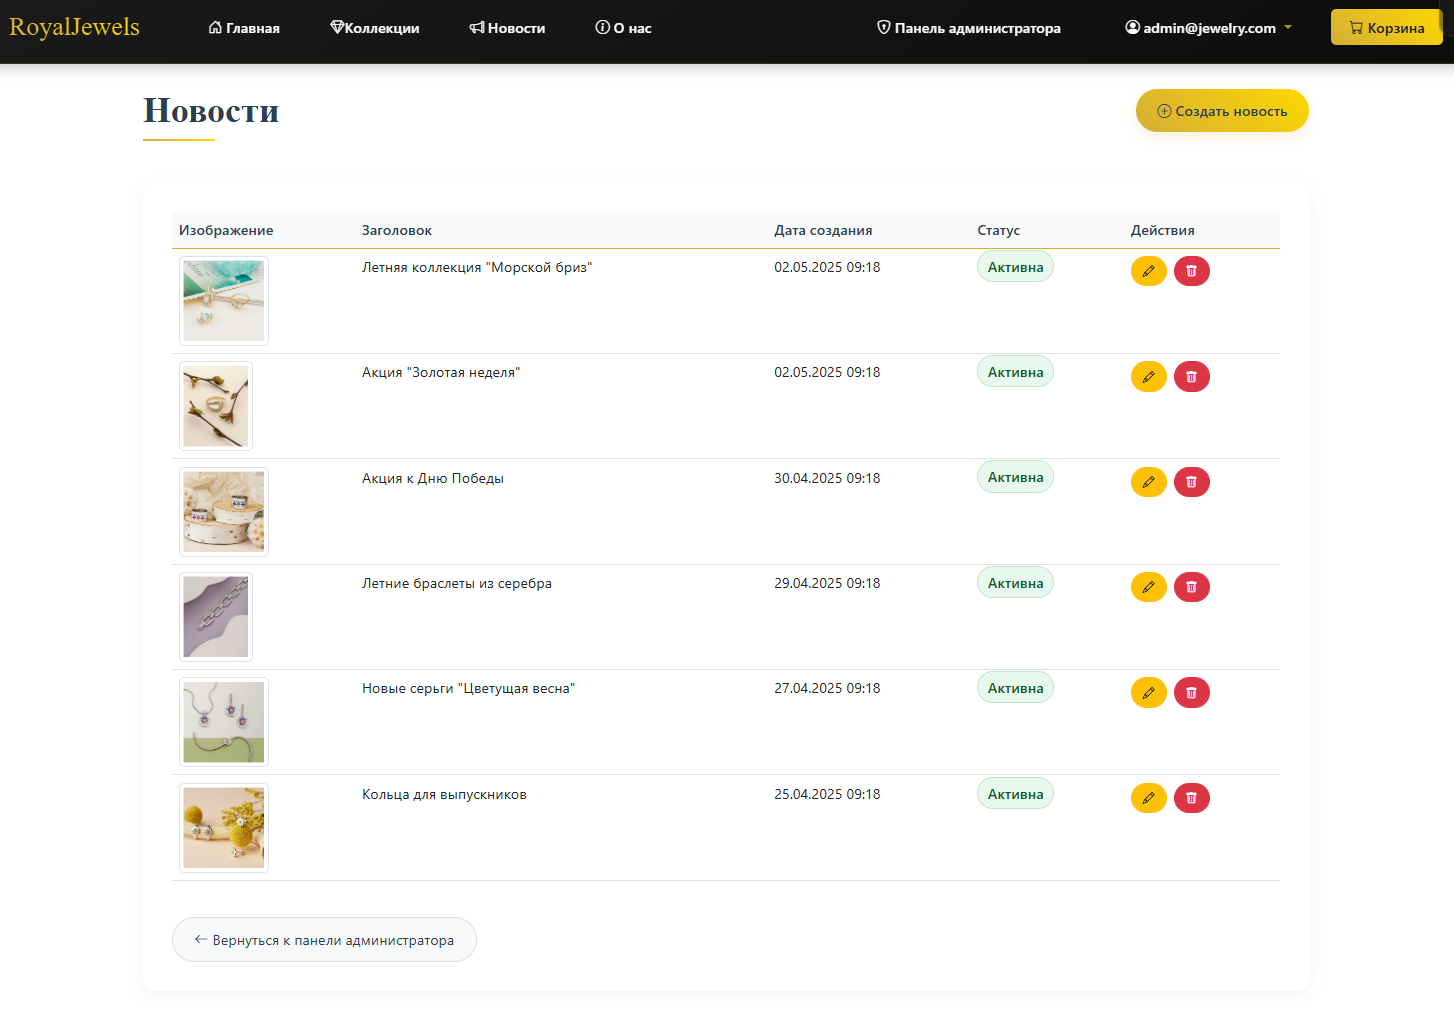 RoyalJewels
Главная
Коллекции
Новости
О нас
Панель администратора
admin@jewelry.com
Корзина
Новости
Создать новость
Изображение Заголовок Дата создания Статус Действия
Летняя коллекция "Морской бриз" 02.05.2025 09:18 Активна
Акция "Золотая неделя" 02.05.2025 09:18 Активна
Акция к Дню Победы 30.04.2025 09:18 Активна
Летние браслеты из серебра 29.04.2025 09:18 Активна
Новые серьги "Цветущая весна" 27.04.2025 09:18 Активна
Кольца для выпускников 25.04.2025 09:18 Активна
← Вернуться к панели администратора